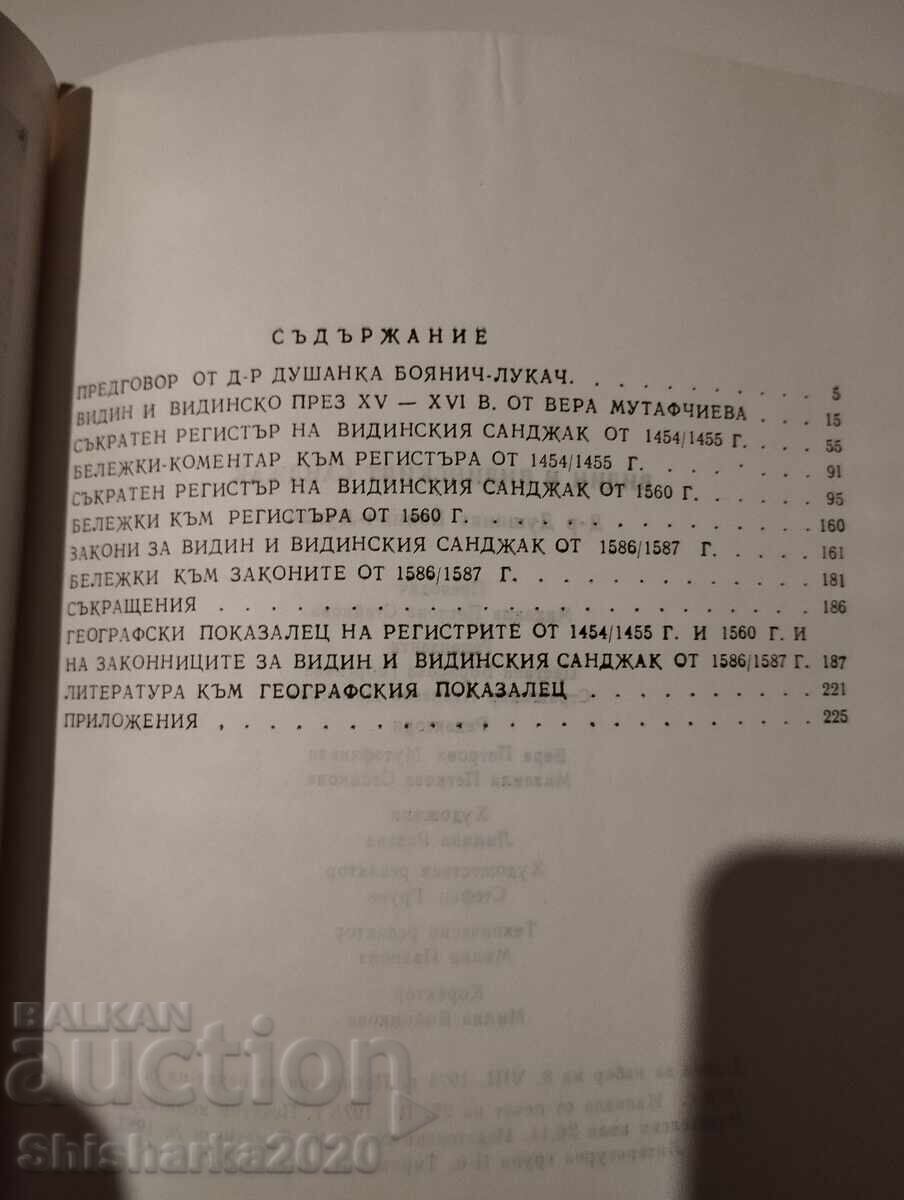 СЪДЪРЖАНИЕ
ПРЕДГОВОР ОТ Д-Р ДУШАНКА БОЯНИЧ-ЛУКАЧ. . . . . . . . . . 5
ВИДИН И ВИДИНСКО ПРЕЗ XV — XVI В. ОТ ВЕРА МУТАФЧИЕВА . . . 15
СЪКРАТЕН РЕГИСТЪР НА ВИДИНСКИЯ САНДЖАК ОТ 1454/1455 Г. . . . 55
БЕЛЕЖКИ-КОМЕНТАР КЪМ РЕГИСТЪРА ОТ 1454/1455 Г. . . . . . . 91
СЪКРАТЕН РЕГИСТЪР НА ВИДИНСКИЯ САНДЖАК ОТ 1560 Г. . . . . . 95
БЕЛЕЖКИ КЪМ РЕГИСТЪРА ОТ 1560 Г. . . . . . . . . . . . 160
ЗАКОНИ ЗА ВИДИН И ВИДИНСКИЯ САНДЖАК ОТ 1586/1587 Г. . . . . 161
БЕЛЕЖКИ КЪМ ЗАКОНИТЕ ОТ 1586/1587 Г. . . . . . . . . . . 181
СЪКРАЩЕНИЯ . . . . . . . . . . . . . . . . . . . . 186
ГЕОГРАФСКИ ПОКАЗАЛЕЦ НА РЕГИСТРИТЕ ОТ 1454/1455 Г. И 1560 Г. И
НА ЗАКОННИЦИТЕ ЗА ВИДИН И ВИДИНСКИЯ САНДЖАК ОТ 1586/1587 Г. 187
ЛИТЕРАТУРА КЪМ ГЕОГРАФСКИЯ ПОКАЗАЛЕЦ . . . . . . . . . 221
ПРИЛОЖЕНИЯ . . . . . . . . . . . . . . . . . . . . 225
BALKAN
auction
Shisharka2020